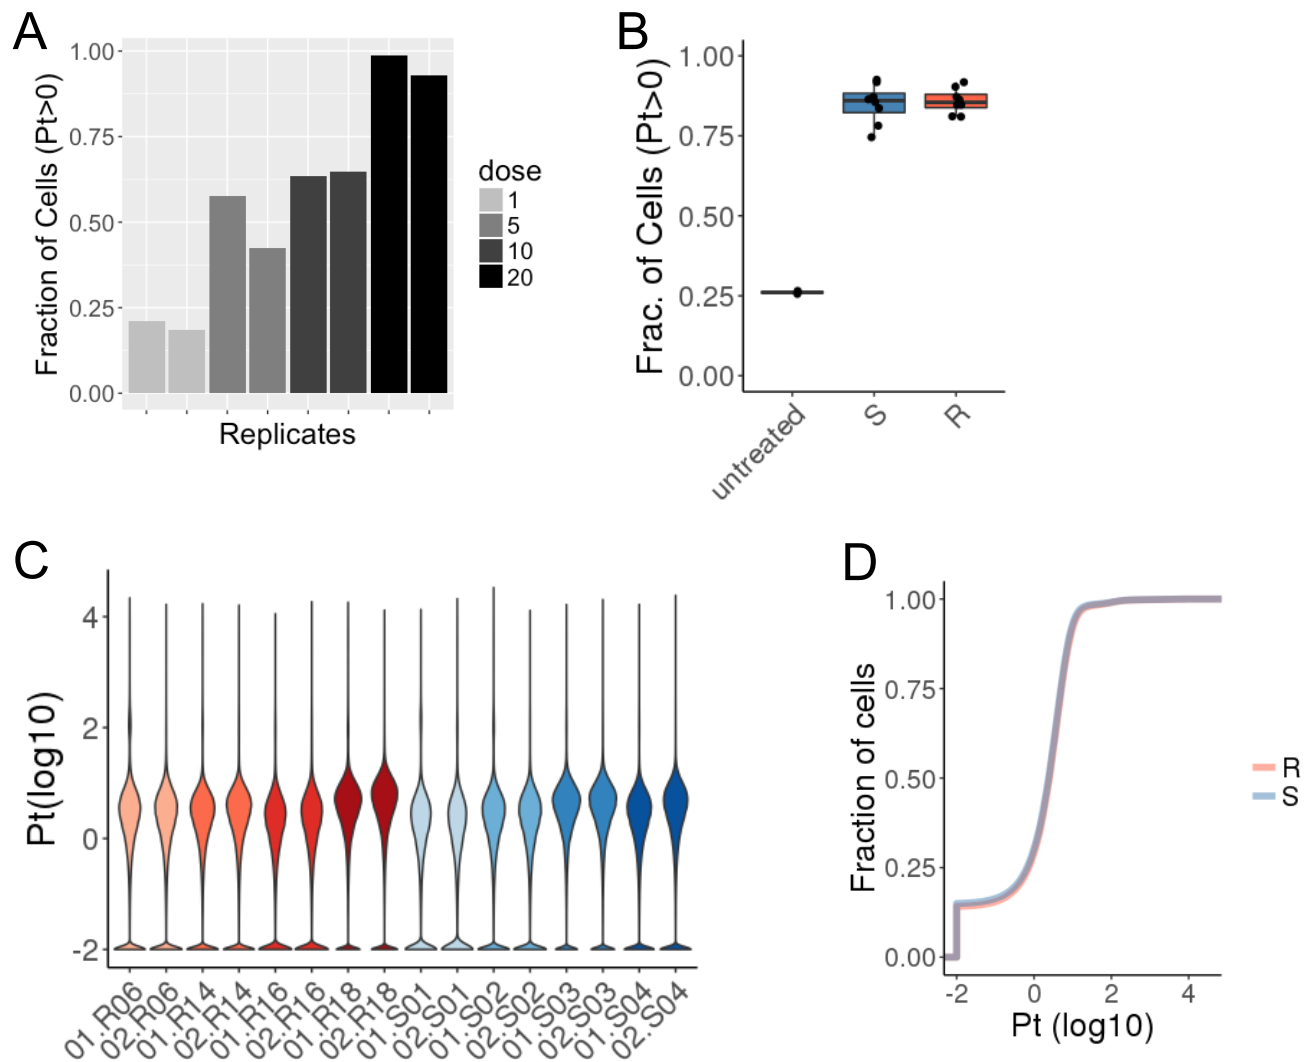 A
Fraction of Cells (Pt>0)
1.00
0.75
0.50
0.25
0.00
Replicates
dose
1
5
10
20
B
Frac. of Cells (Pt>0)
1.00
0.75
0.50
0.25
0.00
untreated
S
R
C
Pt(log10)
4
2
0
-2
01.R06
02.R06
01.R14
02.R14
01.R16
02.R16
01.R18
02.R18
01.S01
02.S01
01.S02
02.S02
01.S03
02.S03
01.S04
02.S04
D
Fraction of cells
1.00
0.75
0.50
0.25
0.00
-2
0
2
4
Pt (log10)
R
S